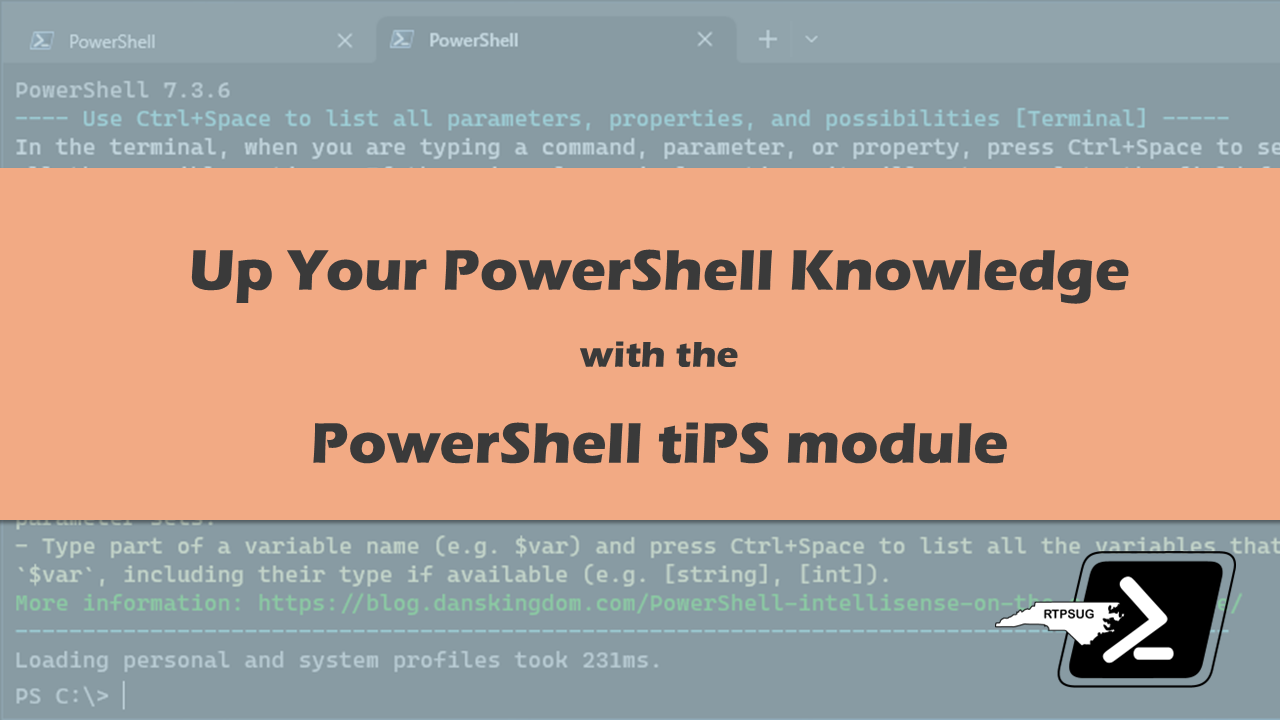 PowerShell
PowerShell
PowerShell 7.3.6
---- Use Ctrl+Space to list all parameters, properties, and possibilities [Terminal] -----
In the terminal, when you are typing a command, parameter, or property, press Ctrl+Space to se
Up Your PowerShell Knowledge
with the
PowerShell tiPS module
parameter sets.
- Type part of a variable name (e.g. $var) and press Ctrl+Space to list all the variables that
`$var`, including their type if available (e.g. [string], [int]).
More information: https://blog.danskingdom.com/PowerShell-intellisense-on-the
RTPSUG
Loading personal and system profiles took 231ms.
PS C:\>